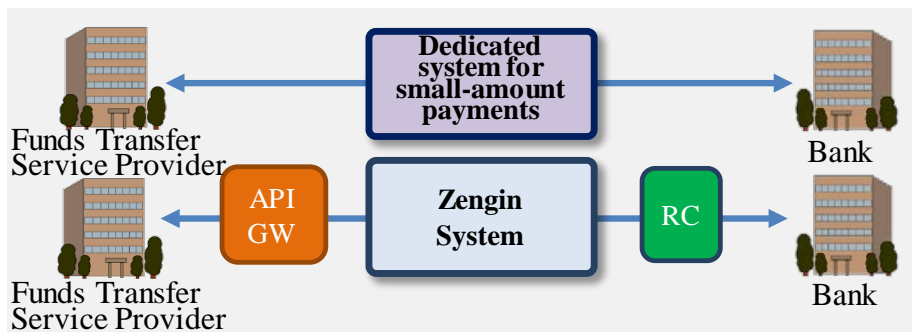 Dedicated
system for
small-amount
payments
Funds Transfer
Service Provider
Bank
API
GW
Zengin
System
RC
Funds Transfer
Service Provider
Bank